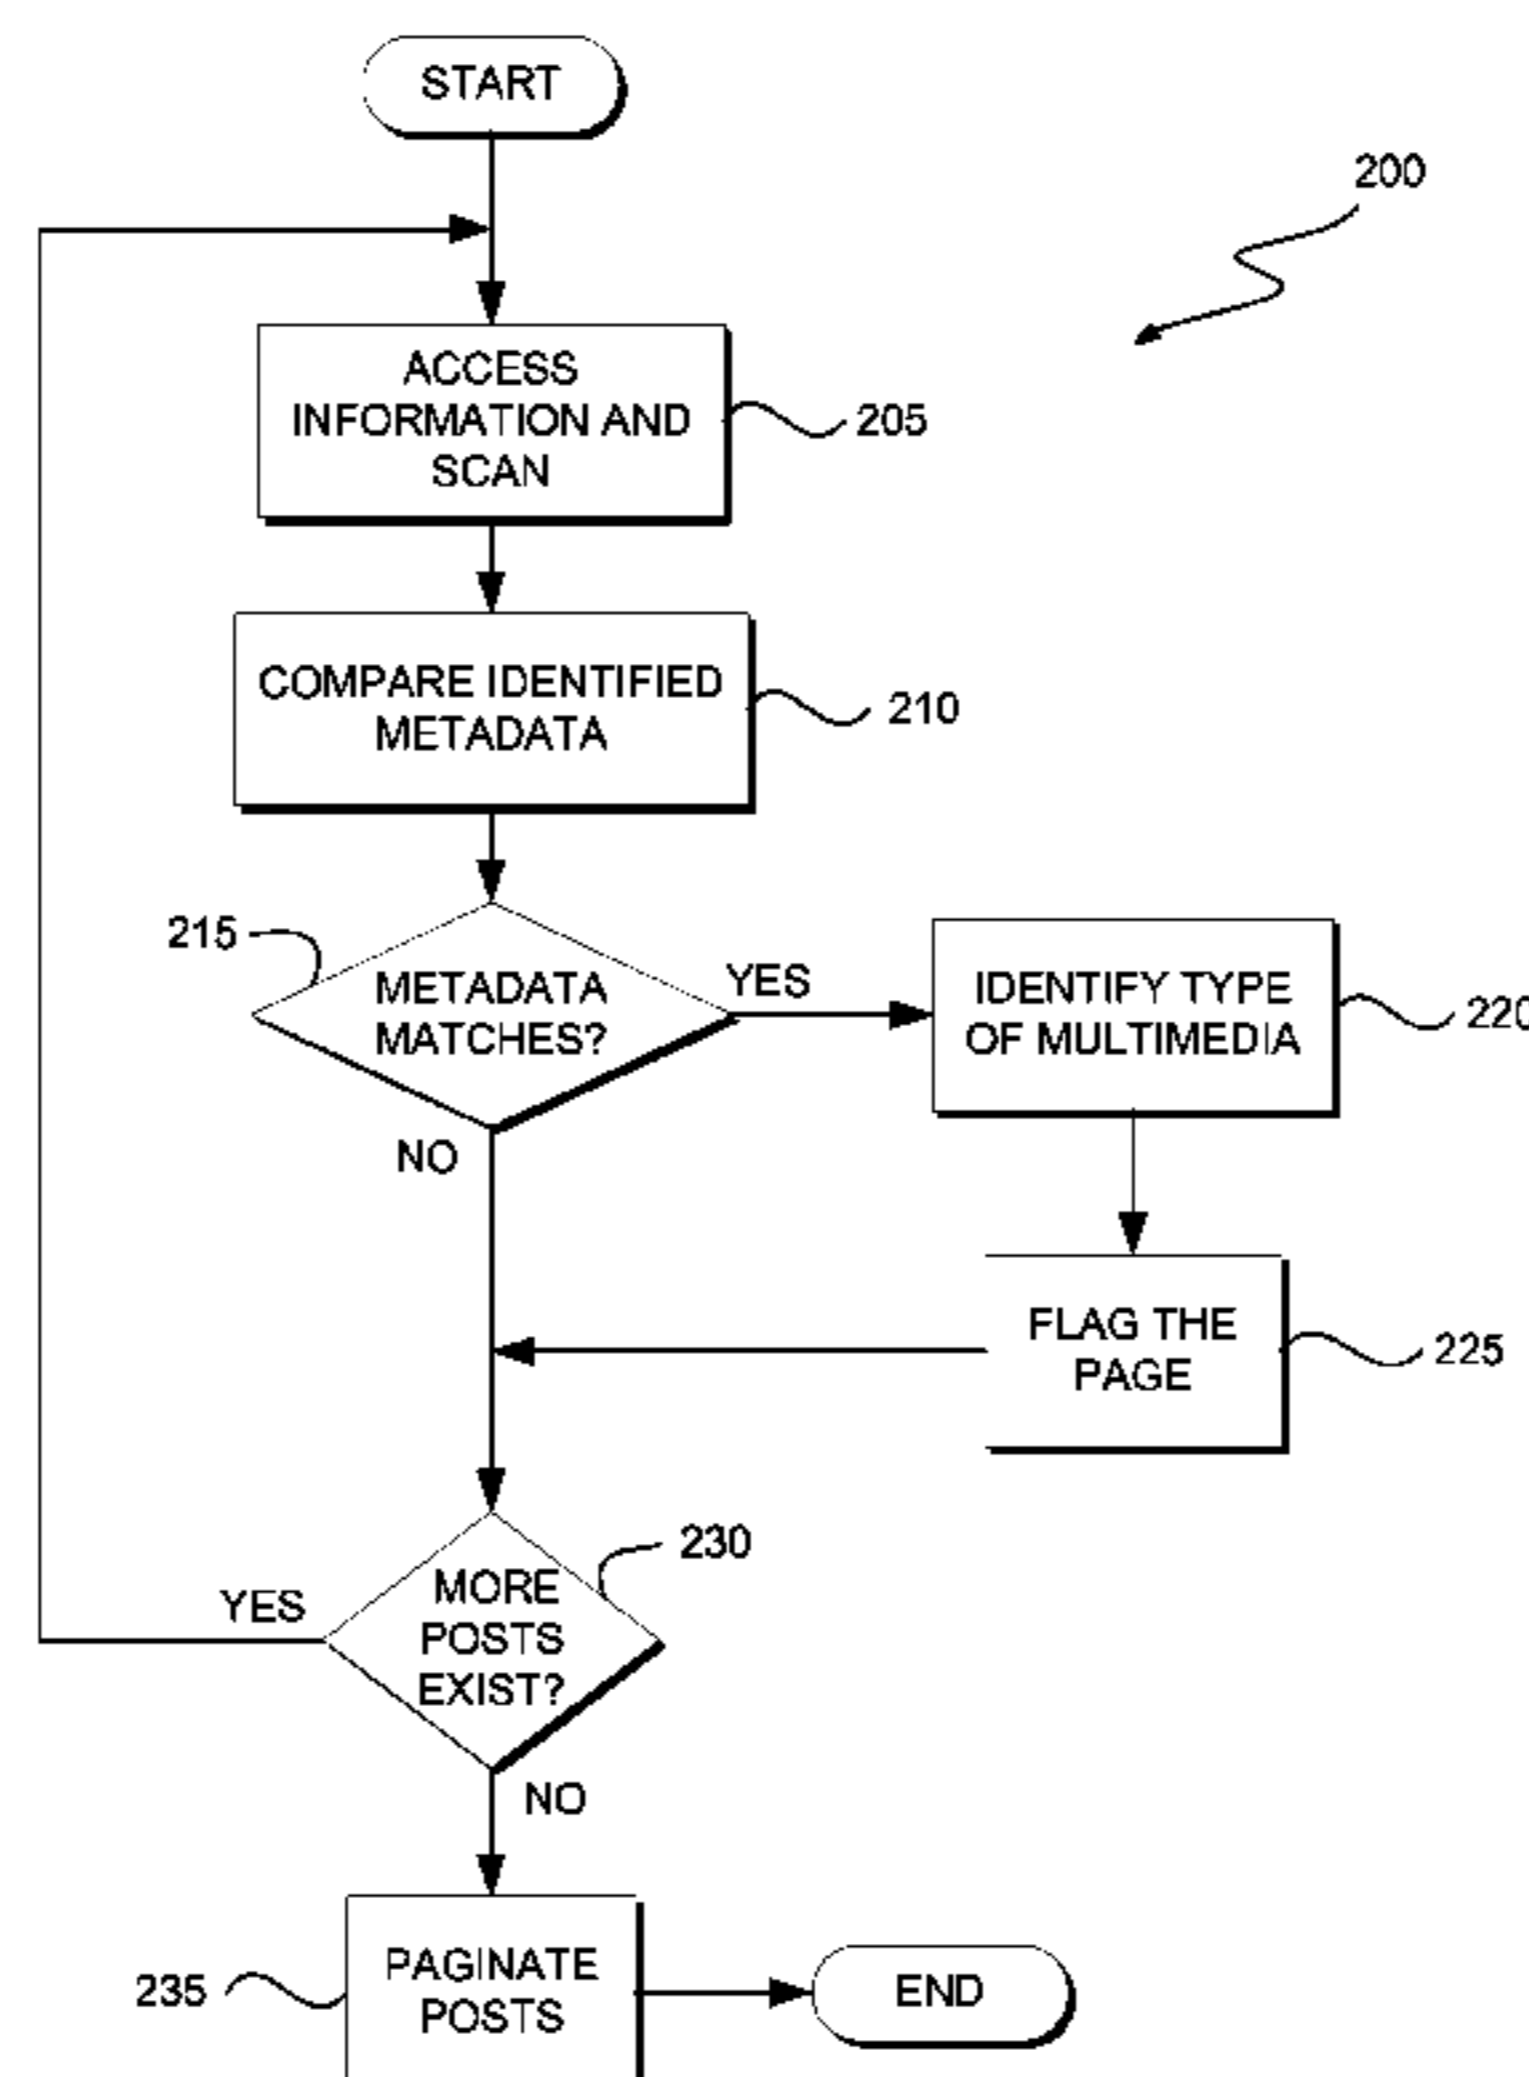 START
200
ACCESS
INFORMATION AND
SCAN
205
COMPARE IDENTIFIED
METADATA
210
215
METADATA
MATCHES?
YES
IDENTIFY TYPE
OF MULTIMEDIA
220
NO
FLAG THE
PAGE
225
230
MORE
POSTS
EXIST?
YES
NO
PAGINATE
POSTS
235
END